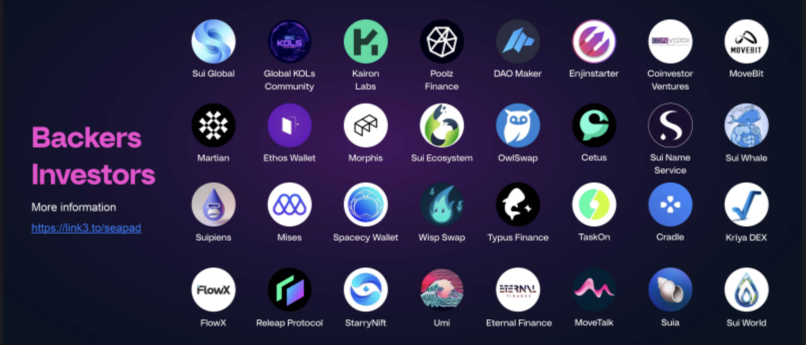 Backers
Investors
More information
https://link3.to/seapad
Sui Global
Global KOLs
Community
Kairon
Labs
Poolz
Finance
DAO Maker
Enjinstarter
Coinvestor
Ventures
MoveBit
KOLS
MOVEBIT
Martian
Ethos Wallet
Morphis
Sui Ecosystem
OwlSwap
Cetus
Sui Name
Service
Sui Whale
Suipiens
Mises
Spacecy Wallet
Wisp Swap
Typus Finance
TaskOn
Cradle
Kriya DEX
FlowX
ETERNAL
FINANCE
FlowX
Releap Protocol
StarryNift
Umi
Eternal Finance
MoveTalk
Suia
Sui World